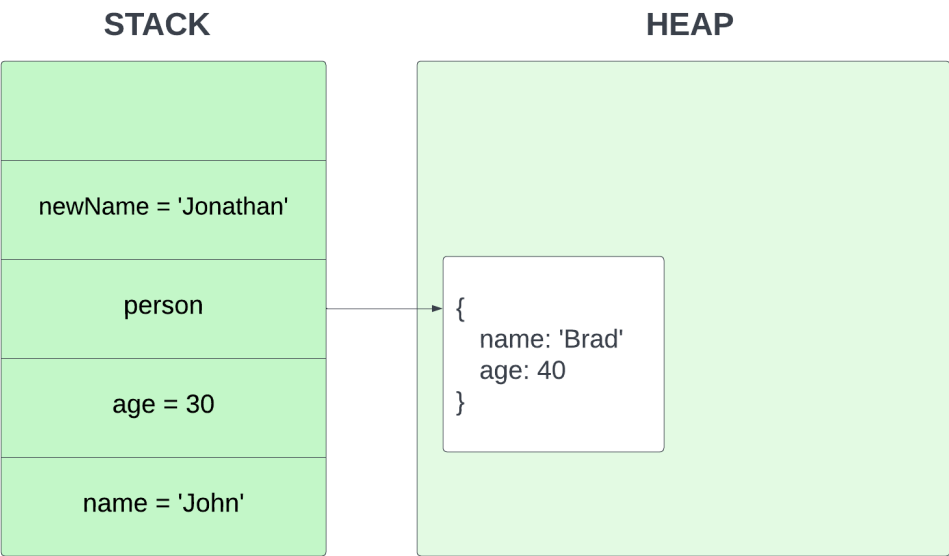 STACK
HEAP
newName = 'Jonathan'
person
age = 30
name = 'John'
{
name: 'Brad'
age: 40
}